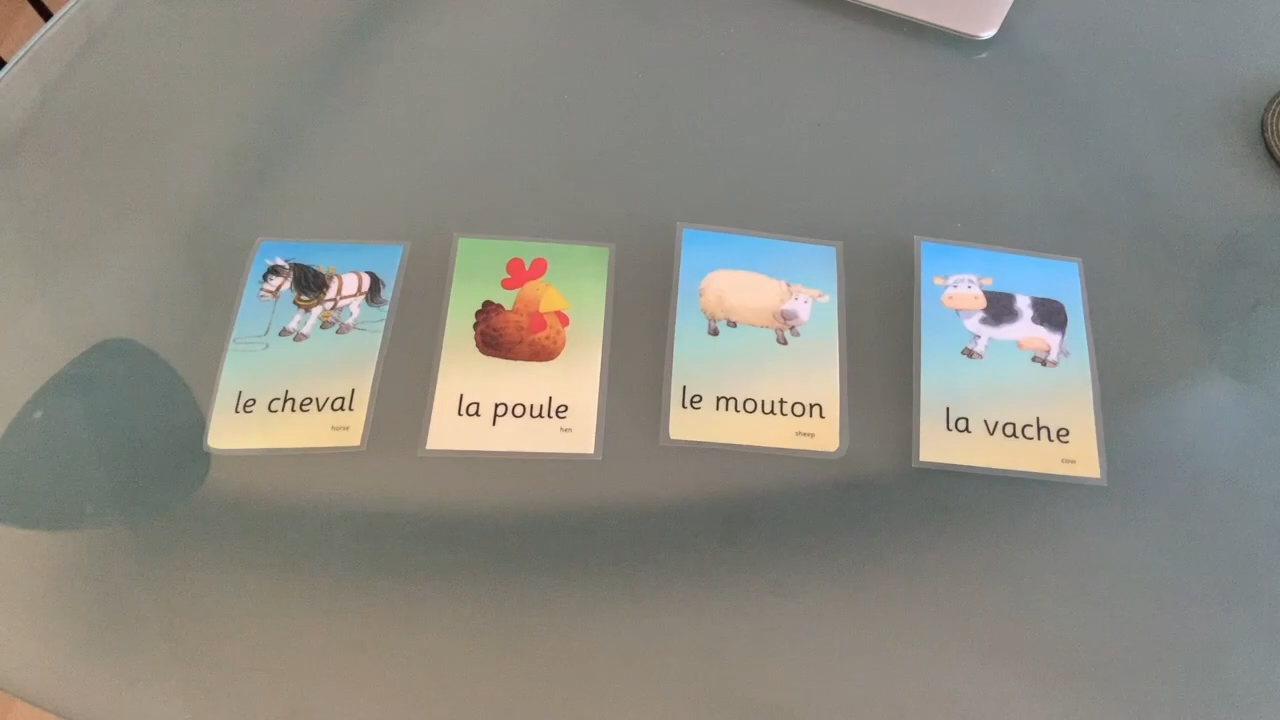 le cheval
horse
la poule
hen
le mouton
sheep
la vache
cow